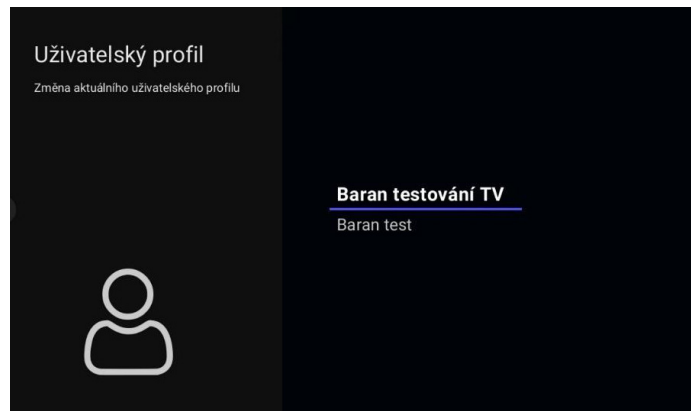 Uživatelský profil
Změna aktuálního uživatelského profilu
Baran testování TV
Baran test